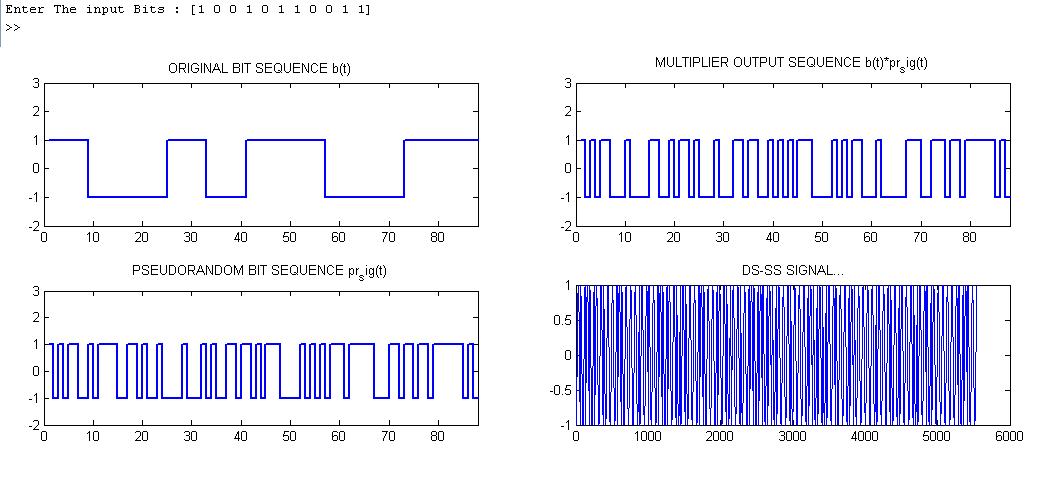 Enter The input Bits : [1 0 0 1 0 1 1 0 0 1 1]
>>
ORIGINAL BIT SEQUENCE b(t)
3
2
1
0
-1
-2
0 10 20 30 40 50 60 70 80
MULTIPLIER OUTPUT SEQUENCE b(t)*pr_sig(t)
3
2
1
0
-1
-2
0 10 20 30 40 50 60 70 80
PSEUDORANDOM BIT SEQUENCE pr_sig(t)
3
2
1
0
-1
-2
0 10 20 30 40 50 60 70 80
DS-SS SIGNAL...
1
0.5
0
-0.5
-1
0 1000 2000 3000 4000 5000 6000